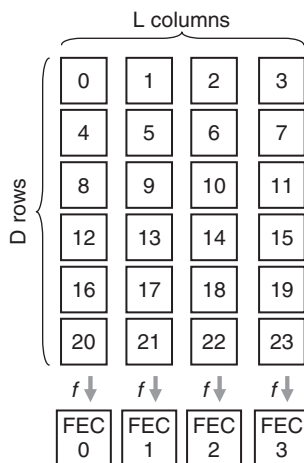 L columns
D rows
0 1 2 3
4 5 6 7
8 9 10 11
12 13 14 15
16 17 18 19
20 21 22 23
f f f f
FEC FEC FEC FEC
0 1 2 3